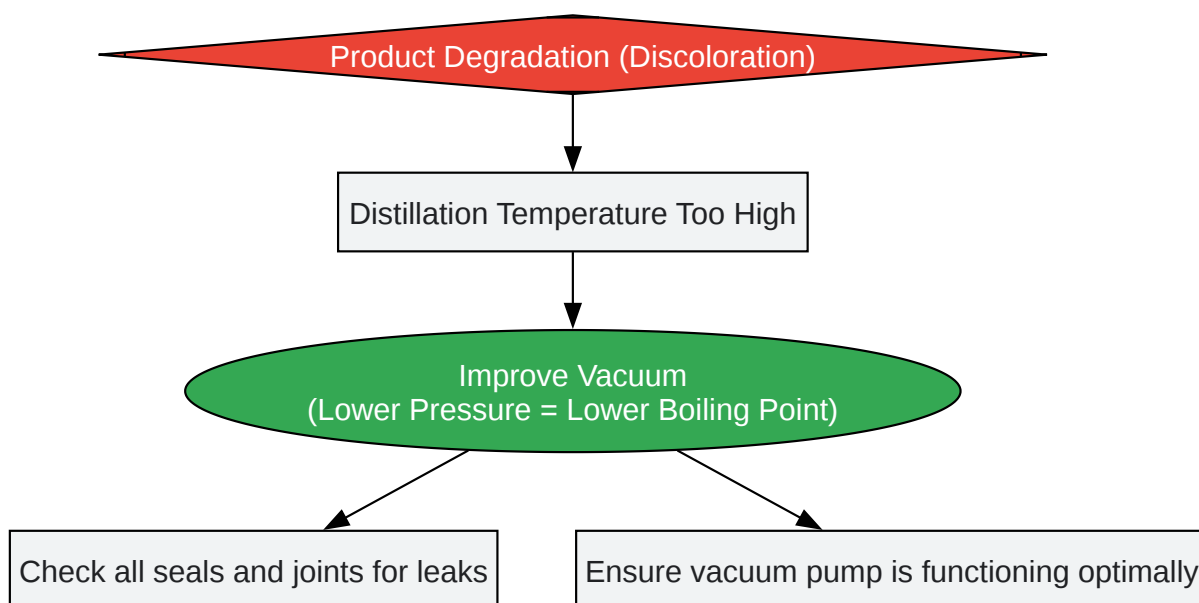 Product Degradation (Discoloration)
Distillation Temperature Too High
Improve Vacuum
(Lower Pressure = Lower Boiling Point)
Check all seals and joints for leaks
Ensure vacuum pump is functioning optimally